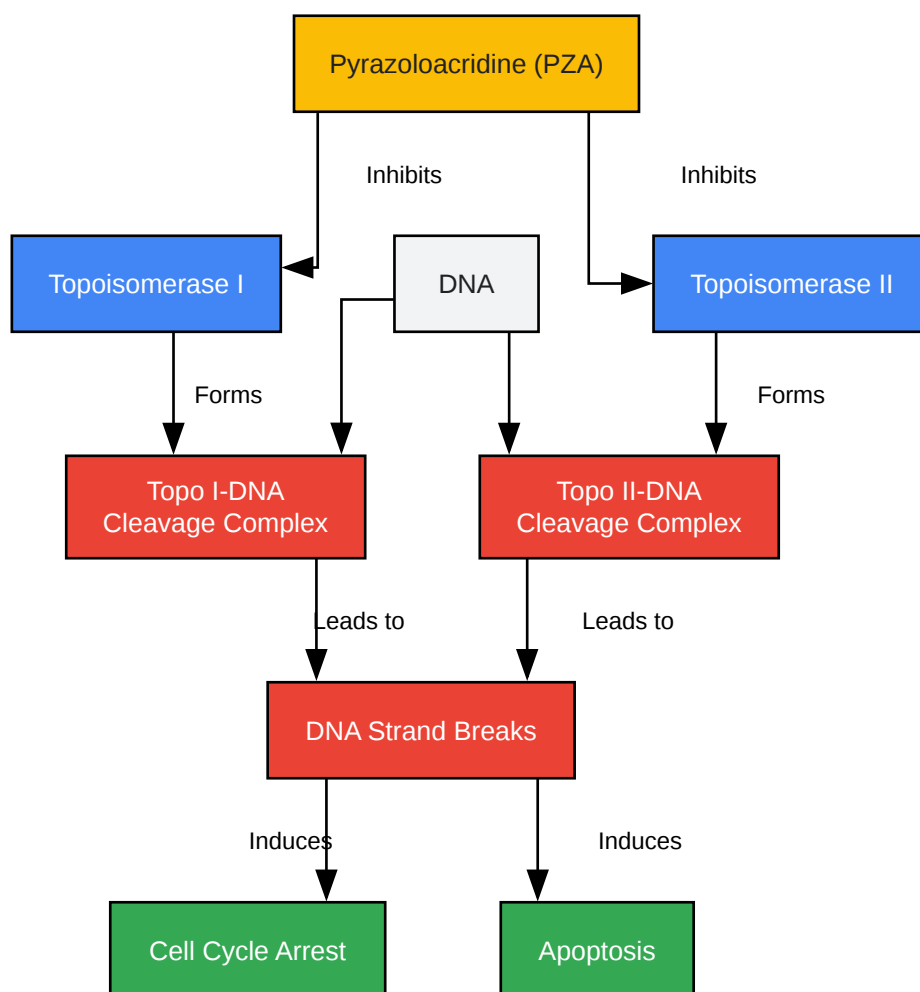 Pyrazoloacridine (PZA)
Inhibits
Inhibits
Topoisomerase I
DNA
Topoisomerase II
Forms
Forms
Topo I-DNA
Cleavage Complex
Topo II-DNA
Cleavage Complex
Leads to
Leads to
DNA Strand Breaks
Induces
Induces
Cell Cycle Arrest
Apoptosis